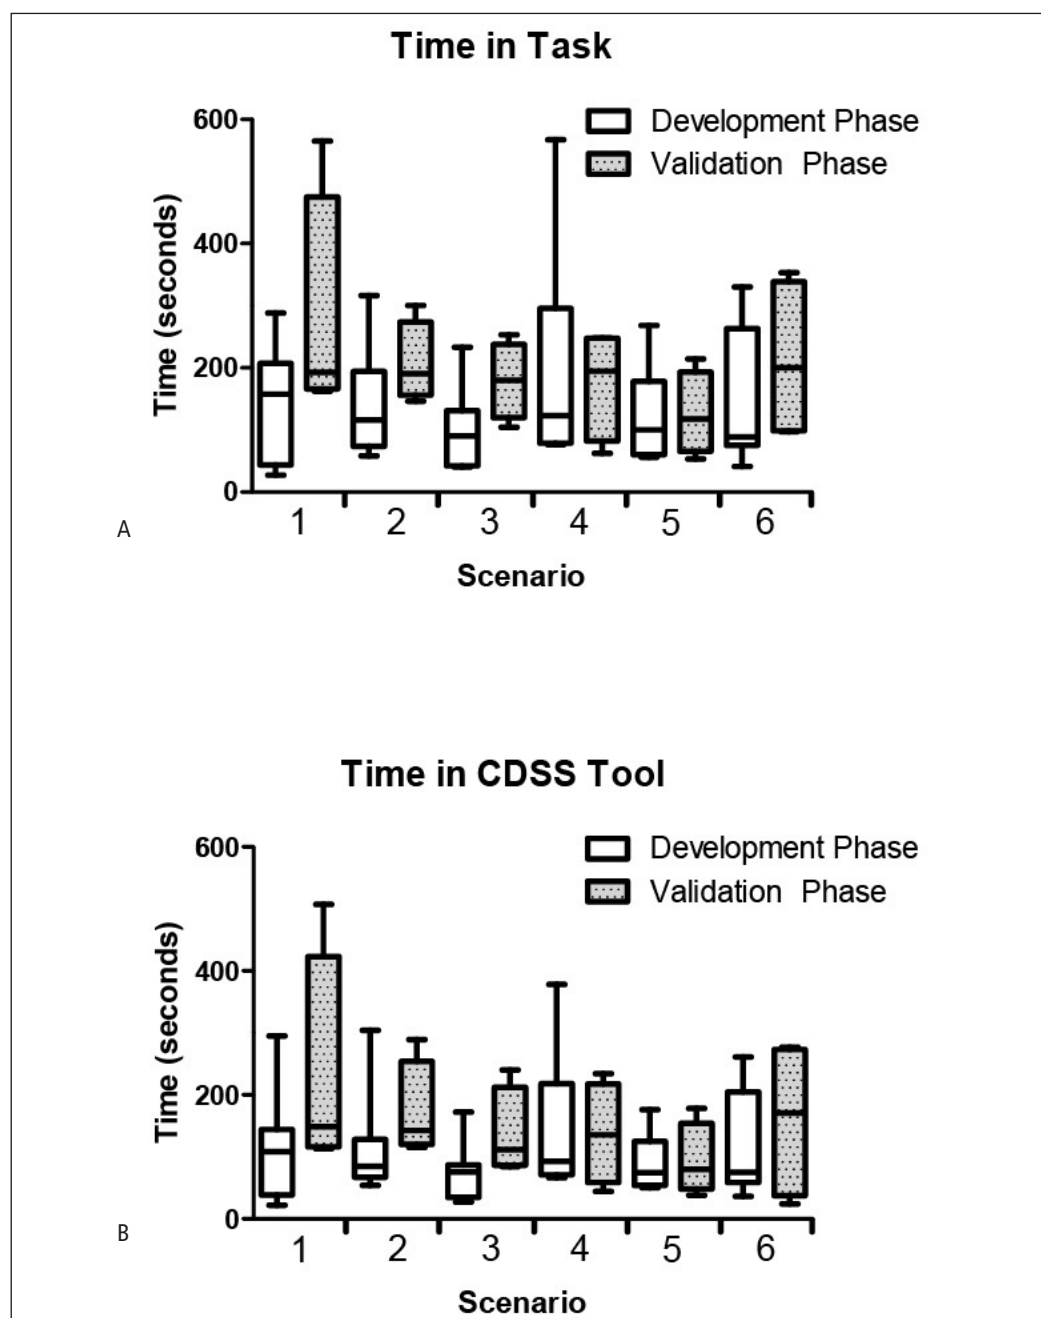 Time in Task
600
400
200
0
Time (seconds)
Development Phase
Validation Phase
1 2 3 4 5 6
A
Scenario
Time in CDSS Tool
600
400
200
0
Time (seconds)
Development Phase
Validation Phase
1 2 3 4 5 6
B
Scenario